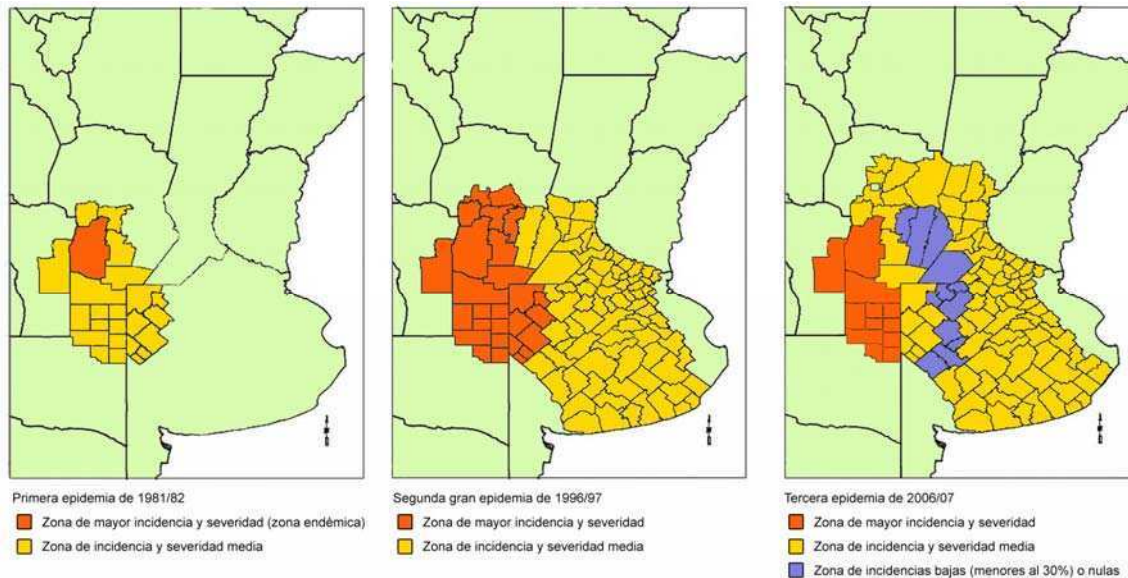 Primera epidemia de 1981/82
Zona de mayor incidencia y severidad (zona endémica)
Zona de incidencia y severidad media
Segunda gran epidemia de 1996/97
Zona de mayor incidencia y severidad
Zona de incidencia y severidad media
Tercera epidemia de 2006/07
Zona de mayor incidencia y severidad
Zona de incidencia y severidad media
Zona de incidencias bajas (menores al 30%) o nulas